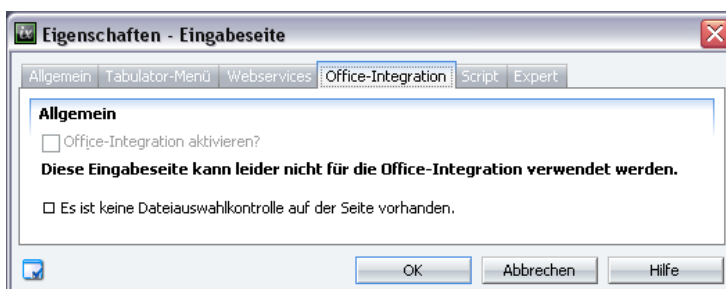 Eigenschaften - Eingabeseite
Allgemein Tabulator-Menü Webservices Office-Integration Script Expert
Allgemein
Office-Integration aktivieren?
Diese Eingabeseite kann leider nicht für die Office-Integration verwendet werden.
Es ist keine Dateiauswahlkontrolle auf der Seite vorhanden.
OK Abbrechen Hilfe